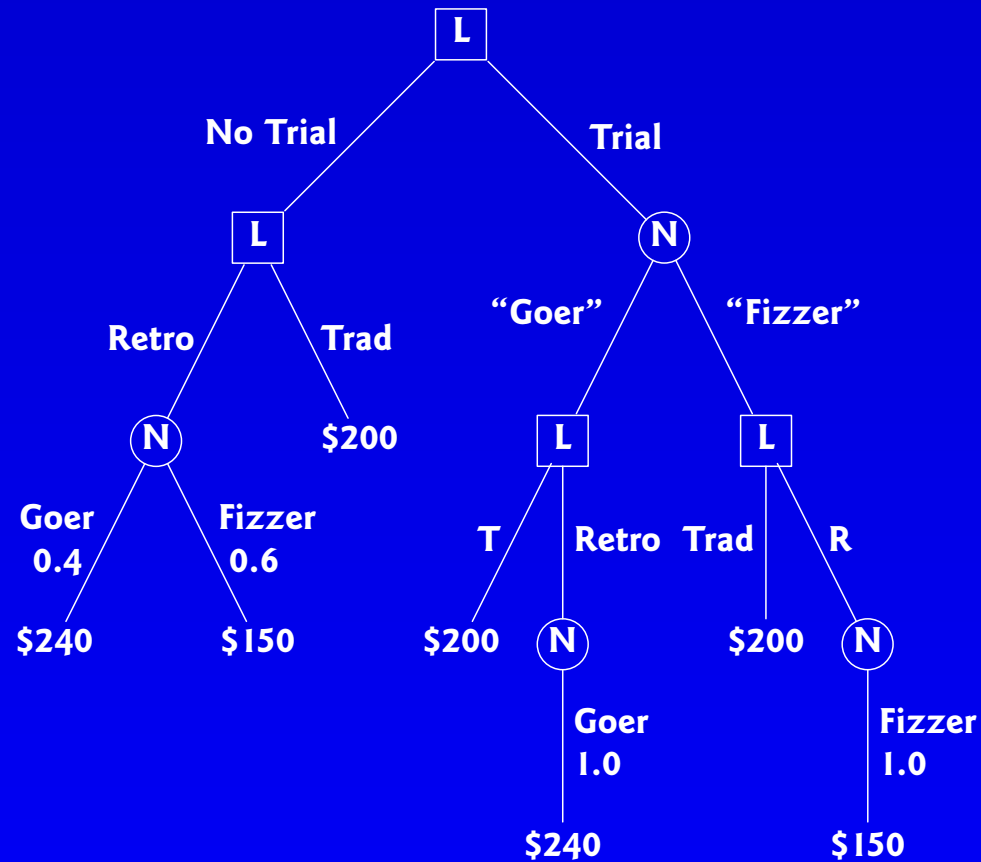 L
No Trial
Trial
L
N
"Goer"
"Fizzer"
Retro
Trad
N
$200
L
L
Goer
0.4
Fizzer
0.6
T
Retro
Trad
R
$240
$150
$200
N
$200
N
Goer
1.0
Fizzer
1.0
$240
$150